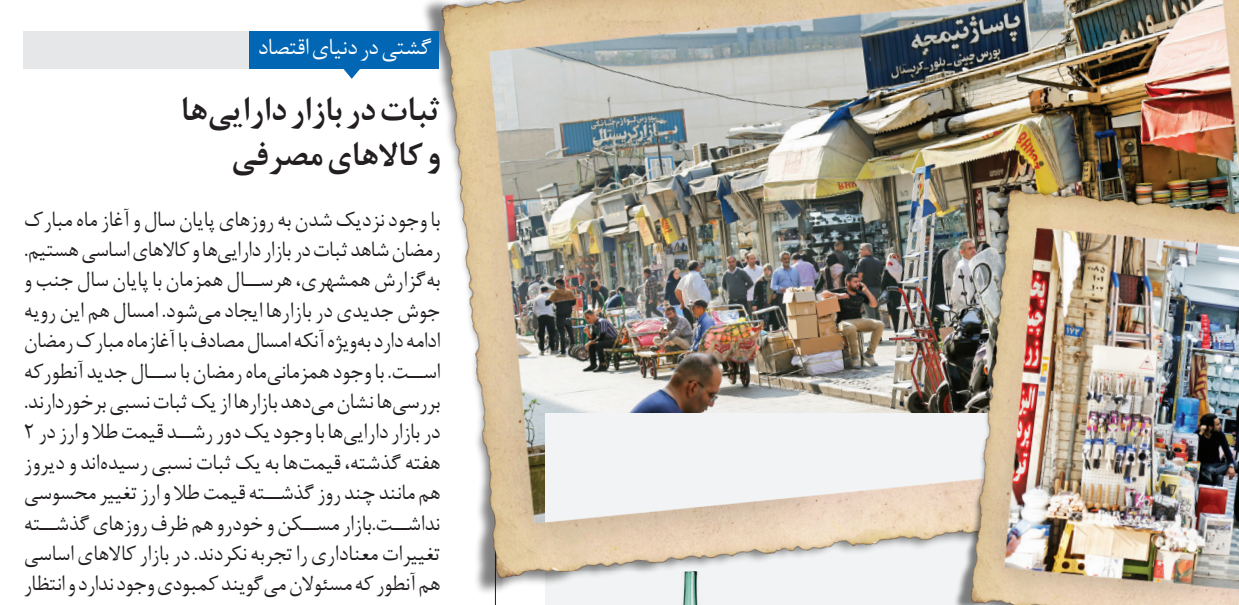 گشتی در دنیای اقتصاد
ثبات در بازار دارایی‌ها
و کالاهای مصرفی
با وجود نزدیک شدن به روزهای پایان سال و آغاز ماه مبارک
رمضان شاهد ثبات در بازار دارایی‌ها و کالاهای اساسی هستیم.
به گزارش همشهری، هرسال همزمان با پایان سال جنب و
جوش جدیدی در بازارها ایجاد می‌شود. امسال هم این رویه
ادامه دارد به‌ویژه آنکه امسال مصادف با آغاز ماه مبارک رمضان
است. با وجود همزمانی ماه رمضان با سال جدید آنطور که
بررسی‌ها نشان می‌دهد بازارها از یک ثبات نسبی برخوردارند.
در بازار دارایی‌ها با وجود یک دور رشد قیمت طلا و ارز در ۲
هفته گذشته، قیمت‌ها به یک ثبات نسبی رسیده‌اند و دیروز
هم مانند چند روز گذشته قیمت طلا و ارز تغییر محسوسی
نداشت.بازار مسکن و خودرو هم ظرف روزهای گذشته
تغییرات معناداری را تجربه نکردند. در بازار کالاهای اساسی
هم آنطور که مسئولان می گویند کمبودی وجود ندارد و انتظار
پاساژ تیمچه
بورس چینی - بلور - کریستال
بورس لوازم خانگی
بازار کریستال
۱۷۳